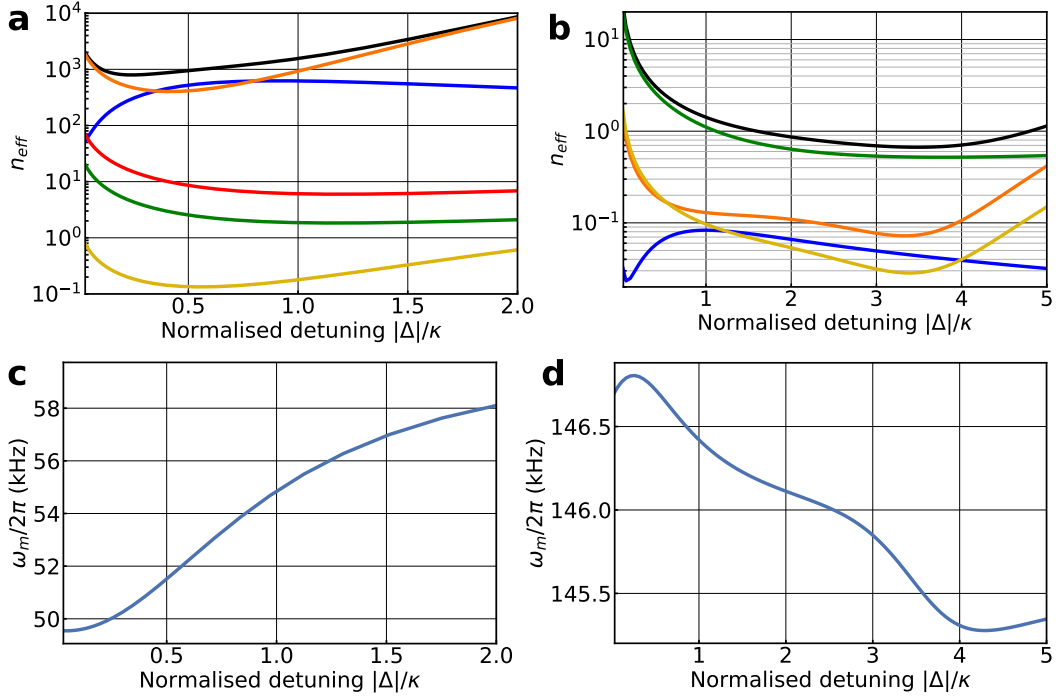 a
n_eff
10^4
10^3
10^2
10^1
10^0
10^−1
0.5
1.0
1.5
2.0
Normalised detuning |Δ|/κ
b
n_eff
10^1
10^0
10^−1
1
2
3
4
5
Normalised detuning |Δ|/κ
c
ω_m/2π (kHz)
58
56
54
52
50
0.5
1.0
1.5
2.0
Normalised detuning |Δ|/κ
d
ω_m/2π (kHz)
146.5
146.0
145.5
1
2
3
4
5
Normalised detuning |Δ|/κ